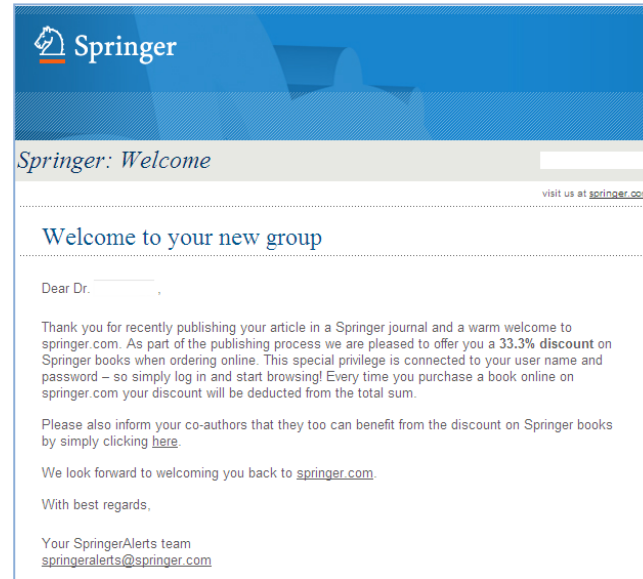 Springer
Springer: Welcome
visit us at springer.co
Welcome to your new group
Dear Dr. ,
Thank you for recently publishing your article in a Springer journal and a warm welcome to
springer.com. As part of the publishing process we are pleased to offer you a 33.3% discount on
Springer books when ordering online. This special privilege is connected to your user name and
password – so simply log in and start browsing! Every time you purchase a book online on
springer.com your discount will be deducted from the total sum.
Please also inform your co-authors that they too can benefit from the discount on Springer books
by simply clicking here.
We look forward to welcoming you back to springer.com.
With best regards,
Your SpringerAlerts team
springeralerts@springer.com